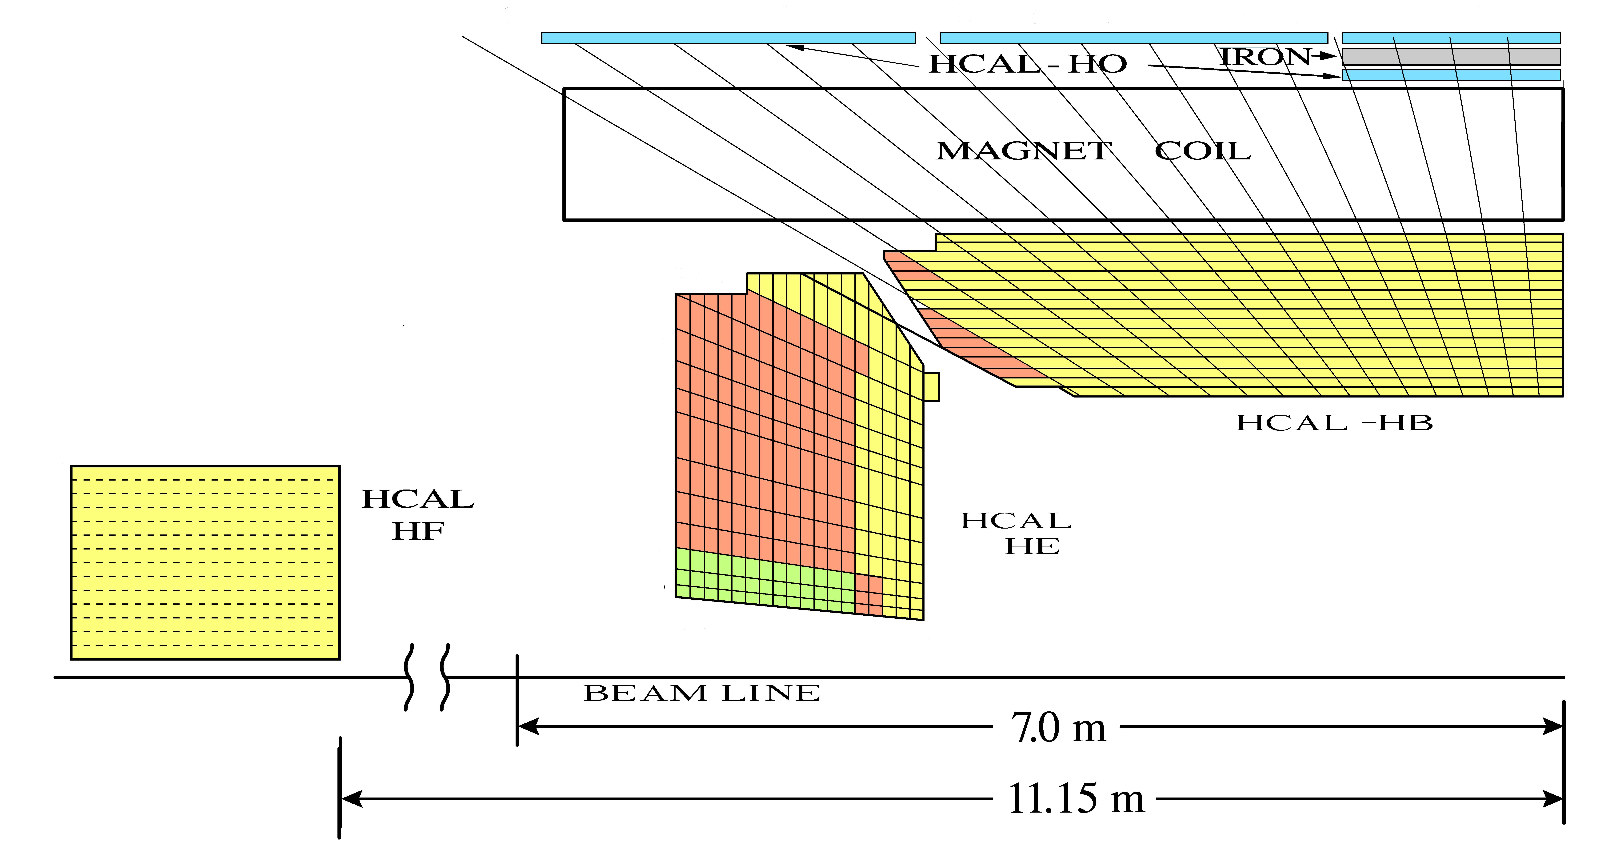 HCAL - HO
IRON
MAGNET COIL
HCAL - HB
HCAL
HF
HCAL
HE
BEAM LINE
7.0 m
11.15 m